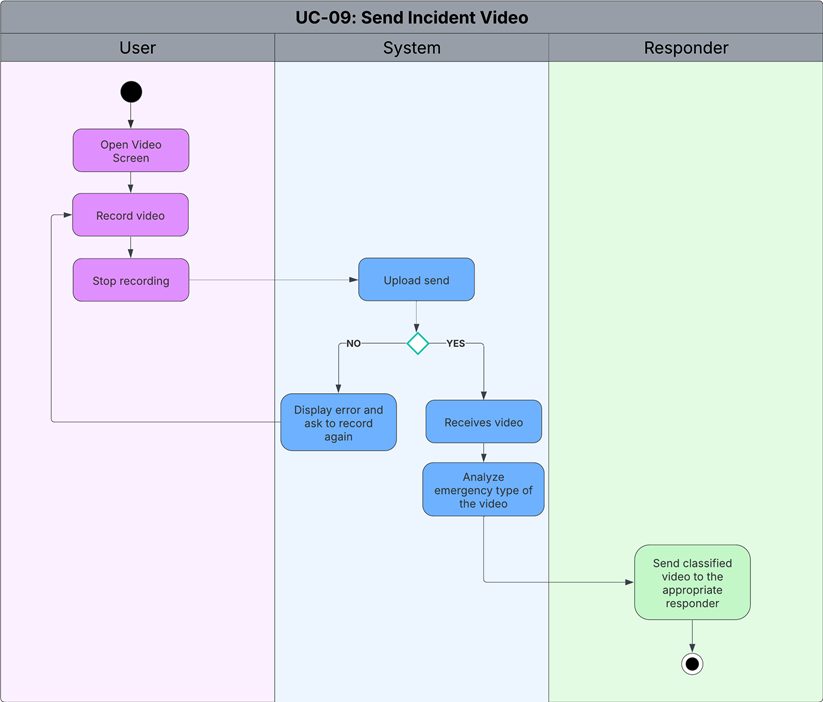 UC-09: Send Incident Video
User
System
Responder
Open Video
Screen
Record video
Stop recording
Upload send
NO
YES
Display error and
ask to record
again
Receives video
Analyze
emergency type of
the video
Send classified
video to the
appropriate
responder